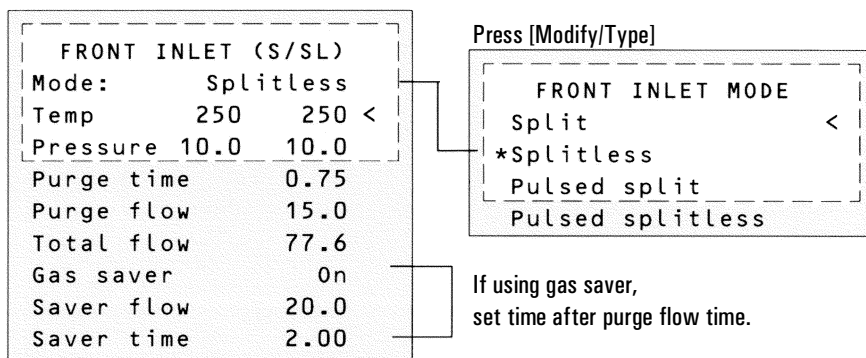 FRONT INLET (S/SL)
Mode: Splitless
Temp 250 250 <
Pressure 10.0 10.0
Purge time 0.75
Purge flow 15.0
Total flow 77.6
Gas saver On
Saver flow 20.0
Saver time 2.00
Press [Modify/Type]
FRONT INLET MODE
Split <
*Splitless
Pulsed split
Pulsed splitless
If using gas saver,
set time after purge flow time.